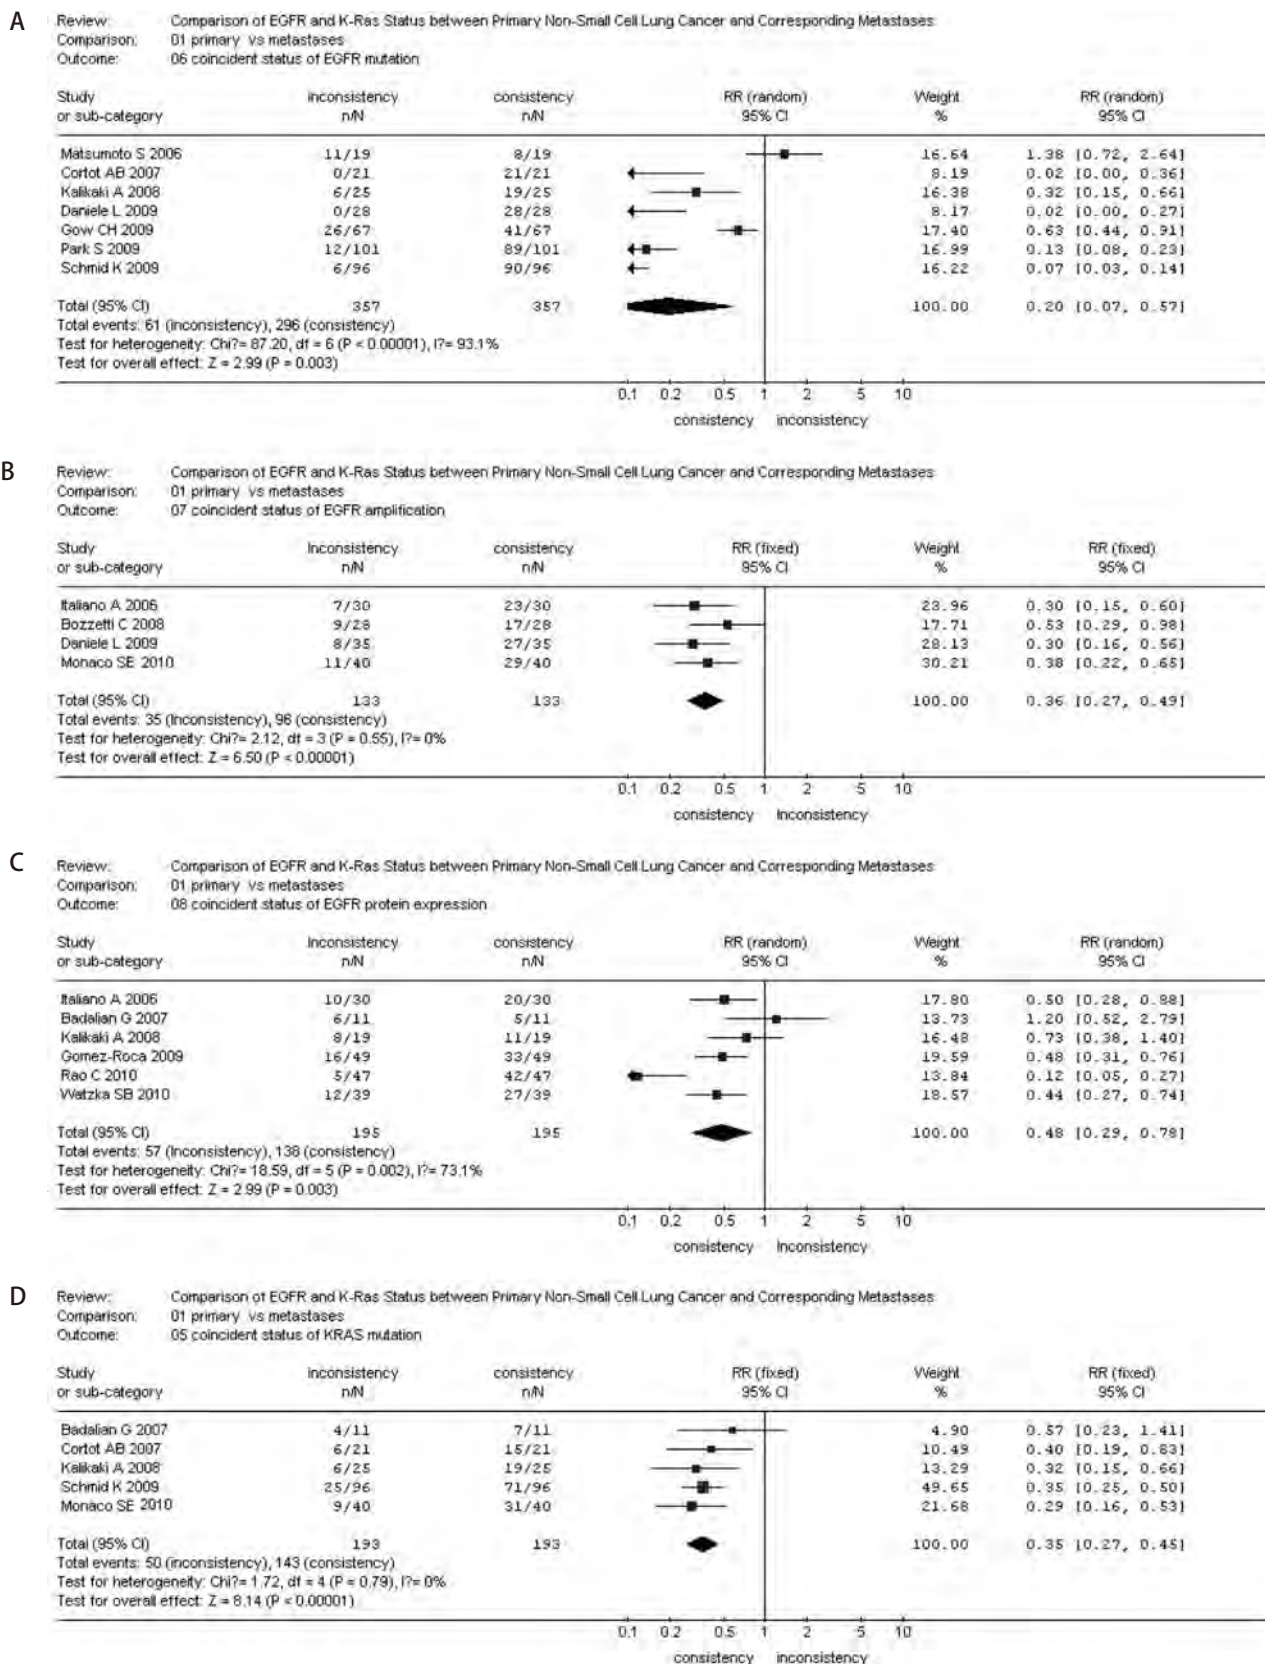 A
Review: Comparison of EGFR and K-Ras Status between Primary Non-Small Cell Lung Cancer and Corresponding Metastases
Comparison: 01 primary vs metastases
Outcome: 06 coincident status of EGFR mutation
Study inconsistency consistency RR (random) Weight RR (random)
or sub-category n/N n/N 95% CI % 95% CI
Matsumoto S 2006 11/19 8/19 16.64 1.38 [0.72, 2.64]
Cortot AB 2007 0/21 21/21 8.19 0.02 [0.00, 0.36]
Kalikaki A 2008 6/25 19/25 16.38 0.32 [0.15, 0.66]
Daniele L 2009 0/28 28/28 8.17 0.02 [0.00, 0.27]
Gow CH 2009 26/67 41/67 17.40 0.63 [0.44, 0.91]
Park S 2009 12/101 89/101 16.99 0.13 [0.08, 0.23]
Schmid K 2009 6/96 90/96 16.22 0.07 [0.03, 0.14]
Total (95% CI) 357 357 100.00 0.20 [0.07, 0.57]
Total events: 61 (inconsistency), 296 (consistency)
Test for heterogeneity: Chi?= 87.20, df = 6 (P < 0.00001), I?= 93.1%
Test for overall effect: Z = 2.99 (P = 0.003)
0.1 0.2 0.5 1 2 5 10
consistency inconsistency
B
Review: Comparison of EGFR and K-Ras Status between Primary Non-Small Cell Lung Cancer and Corresponding Metastases
Comparison: 01 primary vs metastases
Outcome: 07 coincident status of EGFR amplification
Study Inconsistency consistency RR (fixed) Weight RR (fixed)
or sub-category n/N n/N 95% CI % 95% CI
Italiano A 2006 7/30 23/30 23.96 0.30 [0.15, 0.60]
Bozzetti C 2008 9/28 17/28 17.71 0.53 [0.29, 0.98]
Daniele L 2009 8/35 27/35 28.13 0.30 [0.16, 0.56]
Monaco SE 2010 11/40 29/40 30.21 0.38 [0.22, 0.65]
Total (95% CI) 133 133 100.00 0.36 [0.27, 0.49]
Total events: 35 (Inconsistency), 96 (consistency)
Test for heterogeneity: Chi?= 2.12, df = 3 (P = 0.55), I?= 0%
Test for overall effect: Z = 6.50 (P < 0.00001)
0.1 0.2 0.5 1 2 5 10
consistency Inconsistency
C
Review: Comparison of EGFR and K-Ras Status between Primary Non-Small Cell Lung Cancer and Corresponding Metastases
Comparison: 01 primary vs metastases
Outcome: 08 coincident status of EGFR protein expression
Study Inconsistency consistency RR (random) Weight RR (random)
or sub-category n/N n/N 95% CI % 95% CI
Italiano A 2006 10/30 20/30 17.80 0.50 [0.28, 0.88]
Badalian G 2007 6/11 5/11 13.73 1.20 [0.52, 2.79]
Kalikaki A 2008 8/19 11/19 16.48 0.73 [0.38, 1.40]
Gomez-Roca 2009 16/49 33/49 19.59 0.48 [0.31, 0.76]
Rao C 2010 5/47 42/47 13.84 0.12 [0.05, 0.27]
Watzka SB 2010 12/39 27/39 18.57 0.44 [0.27, 0.74]
Total (95% CI) 195 195 100.00 0.48 [0.29, 0.78]
Total events: 57 (Inconsistency), 138 (consistency)
Test for heterogeneity: Chi?= 18.59, df = 5 (P = 0.002), I?= 73.1%
Test for overall effect: Z = 2.99 (P = 0.003)
0.1 0.2 0.5 1 2 5 10
consistency Inconsistency
D
Review: Comparison of EGFR and K-Ras Status between Primary Non-Small Cell Lung Cancer and Corresponding Metastases
Comparison: 01 primary vs metastases
Outcome: 05 coincident status of KRAS mutation
Study inconsistency consistency RR (fixed) Weight RR (fixed)
or sub-category n/N n/N 95% CI % 95% CI
Badalian G 2007 4/11 7/11 4.90 0.57 [0.23, 1.41]
Cortot AB 2007 6/21 15/21 10.49 0.40 [0.19, 0.83]
Kalikaki A 2008 6/25 19/25 13.29 0.32 [0.15, 0.66]
Schmid K 2009 25/96 71/96 49.65 0.35 [0.25, 0.50]
Monaco SE 2010 9/40 31/40 21.68 0.29 [0.16, 0.53]
Total (95% CI) 193 193 100.00 0.35 [0.27, 0.45]
Total events: 50 (inconsistency), 143 (consistency)
Test for heterogeneity: Chi?= 1.72, df = 4 (P = 0.79), I?= 0%
Test for overall effect: Z = 8.14 (P < 0.00001)
0.1 0.2 0.5 1 2 5 10
consistency inconsistency